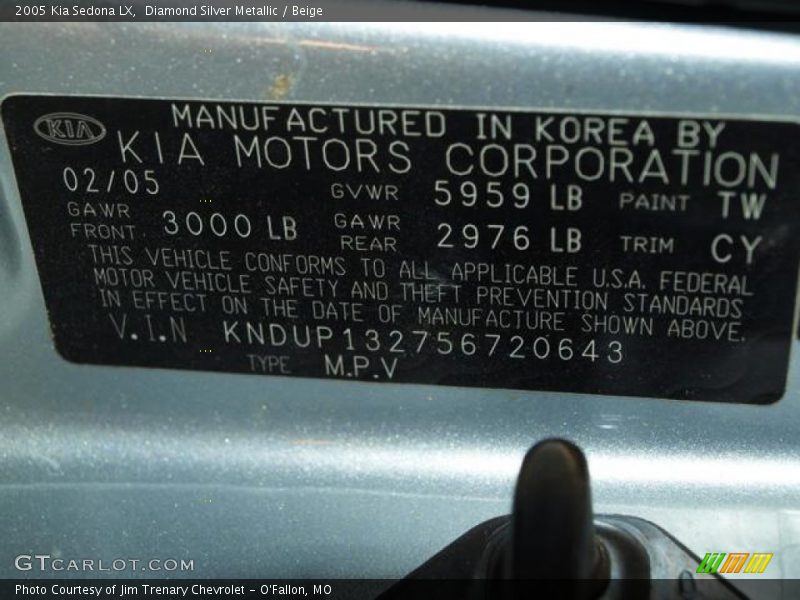 2005 Kia Sedona LX, Diamond Silver Metallic / Beige
KIA
MANUFACTURED IN KOREA BY
KIA MOTORS CORPORATION
02/05 GVWR 5959 LB PAINT TW
GAWR FRONT 3000 LB GAWR REAR 2976 LB TRIM CY
THIS VEHICLE CONFORMS TO ALL APPLICABLE U.S.A. FEDERAL
MOTOR VEHICLE SAFETY AND THEFT PREVENTION STANDARDS
IN EFFECT ON THE DATE OF MANUFACTURE SHOWN ABOVE.
V.I.N KNDUP132756720643
TYPE M.P.V
GTCARLOT.COM
Photo Courtesy of Jim Trenary Chevrolet - O'Fallon, MO